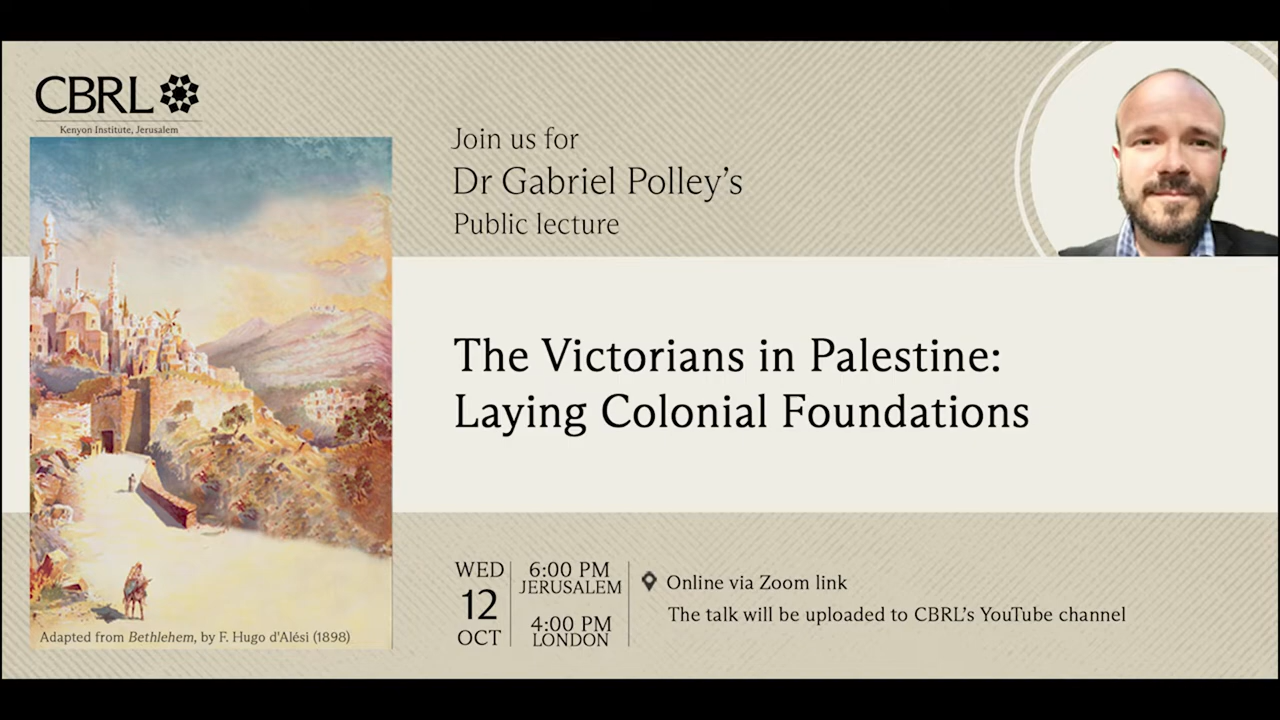 CBRL
Kenyon Institute, Jerusalem
Join us for
Dr Gabriel Polley’s
Public lecture
The Victorians in Palestine:
Laying Colonial Foundations
Adapted from Bethlehem, by F. Hugo d'Alési (1898)
WED
12
OCT
6:00 PM
JERUSALEM
4:00 PM
LONDON
Online via Zoom link
The talk will be uploaded to CBRL’s YouTube channel